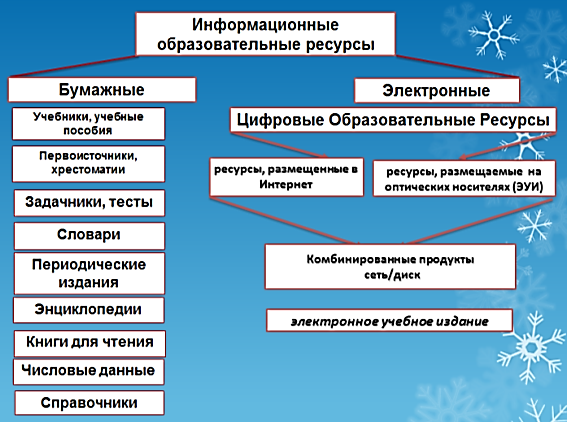 Информационные
образовательные ресурсы
Бумажные
Учебники, учебные
пособия
Первоисточники,
хрестоматии
Задачники, тесты
Словари
Периодические
издания
Энциклопедии
Книги для чтения
Числовые данные
Справочники
Электронные
Цифровые Образовательные Ресурсы
ресурсы, размещенные в
Интернет
ресурсы, размещаемые на
оптических носителях (ЭУИ)
Комбинированные продукты
сеть/диск
электронное учебное издание